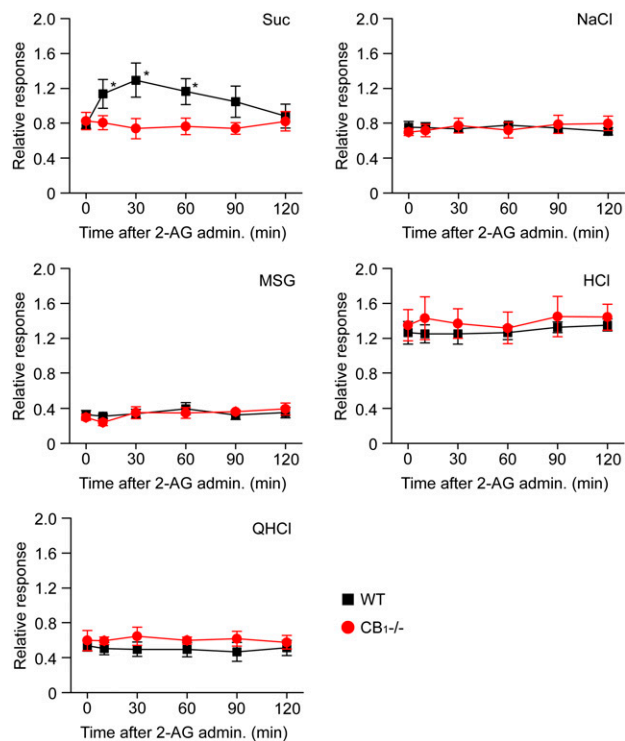 Suc
Relative response
2.0
1.6
1.2
0.8
0.4
0
* * *
0 30 60 90 120
Time after 2-AG admin. (min)
NaCl
Relative response
2.0
1.6
1.2
0.8
0.4
0
0 30 60 90 120
Time after 2-AG admin. (min)
MSG
Relative response
2.0
1.6
1.2
0.8
0.4
0
0 30 60 90 120
Time after 2-AG admin. (min)
HCl
Relative response
2.0
1.6
1.2
0.8
0.4
0
0 30 60 90 120
Time after 2-AG admin. (min)
QHCl
Relative response
2.0
1.6
1.2
0.8
0.4
0
0 30 60 90 120
Time after 2-AG admin. (min)
WT
CB₁-/-